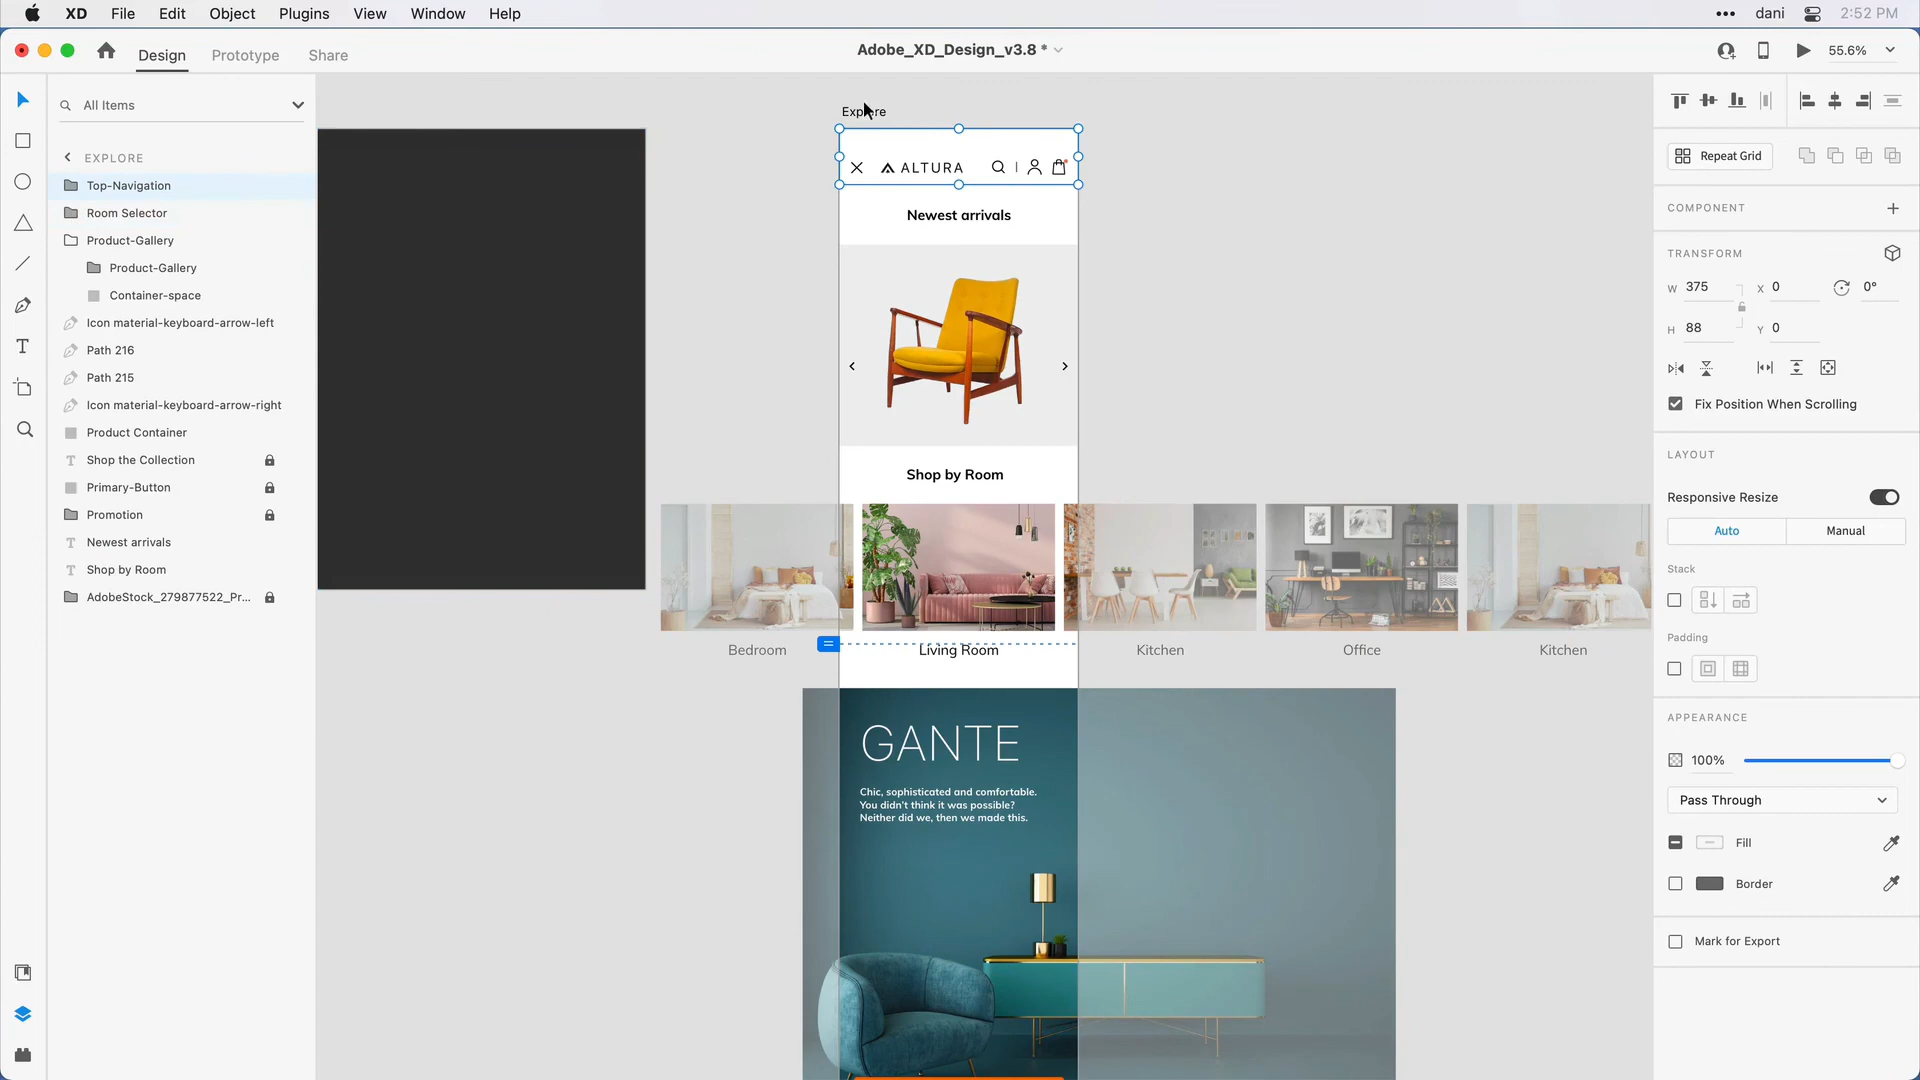 XD File Edit Object Plugins View Window Help
dani 2:52 PM
Design Prototype Share
Adobe_XD_Design_v3.8 *
55.6%
All Items
EXPLORE
Top-Navigation
Room Selector
Product-Gallery
Product-Gallery
Container-space
Icon material-keyboard-arrow-left
Path 216
Path 215
Icon material-keyboard-arrow-right
Product Container
Shop the Collection
Primary-Button
Promotion
Newest arrivals
Shop by Room
AdobeStock_279877522_Pr...
Explore
ALTURA
Newest arrivals
Shop by Room
Bedroom
Living Room
Kitchen
Office
Kitchen
GANTE
Chic, sophisticated and comfortable.
You didn't think it was possible?
Neither did we, then we made this.
Repeat Grid
COMPONENT
TRANSFORM
W 375 X 0 0°
H 88 Y 0
Fix Position When Scrolling
LAYOUT
Responsive Resize
Auto Manual
Stack
Padding
APPEARANCE
100%
Pass Through
Fill
Border
Mark for Export